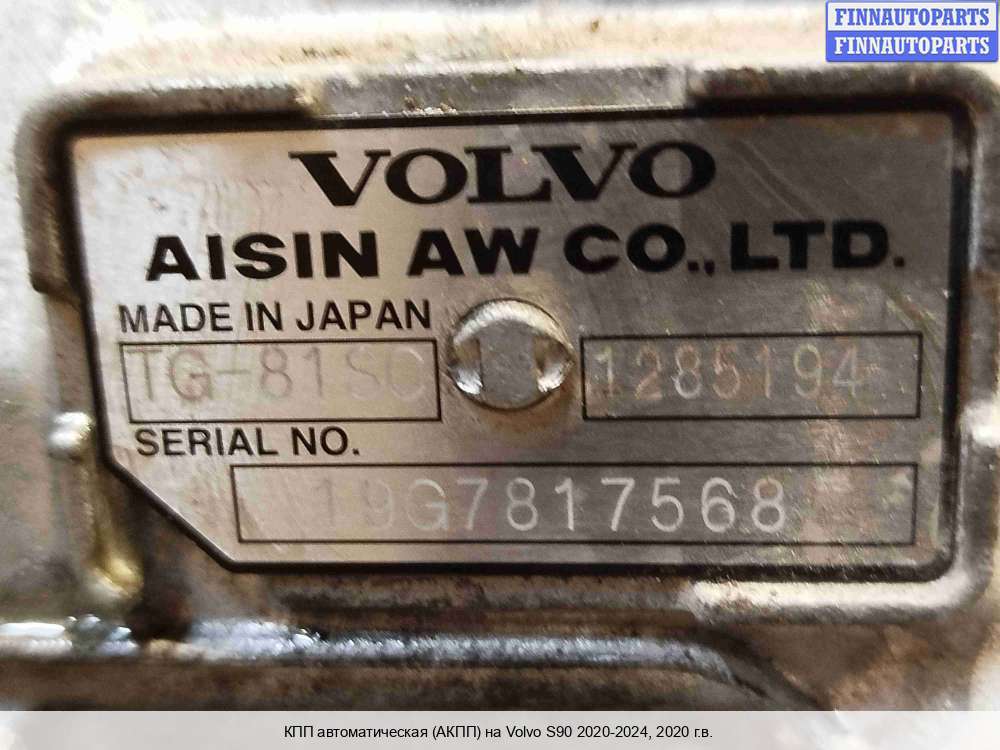 FINNAUTOPARTS
FINNAUTOPARTS
VOLVO
AISIN AW CO., LTD.
MADE IN JAPAN
TG-81SC 1285194
SERIAL NO.
19G7817568
КПП автоматическая (АКПП) на Volvo S90 2020-2024, 2020 г.в.